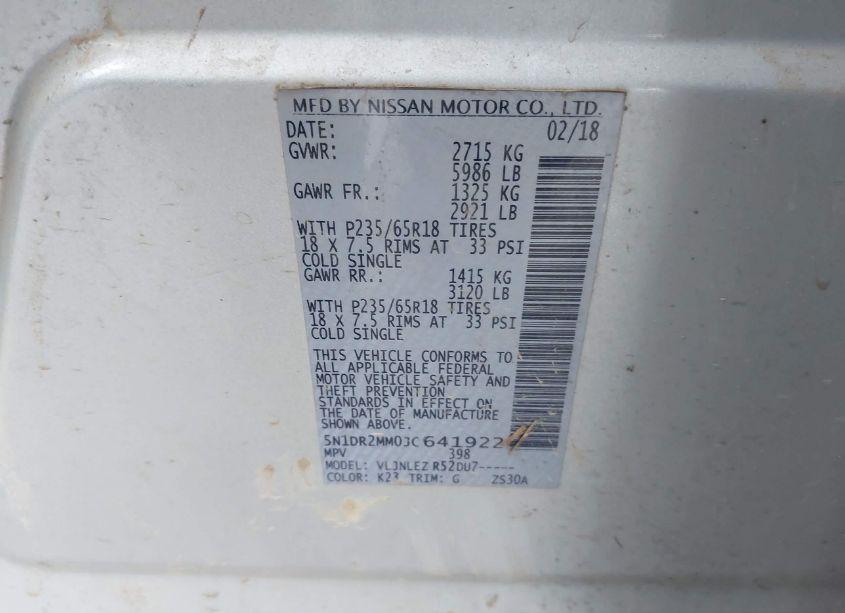 MFD BY NISSAN MOTOR CO., LTD.
DATE: 02/18
GVWR: 2715 KG
5986 LB
GAWR FR.: 1325 KG
2921 LB
WITH P235/65R18 TIRES
18 X 7.5 RIMS AT 33 PSI
COLD SINGLE
GAWR RR.: 1415 KG
3120 LB
WITH P235/65R18 TIRES
18 X 7.5 RIMS AT 33 PSI
COLD SINGLE
THIS VEHICLE CONFORMS TO
ALL APPLICABLE FEDERAL
MOTOR VEHICLE SAFETY AND
THEFT PREVENTION
STANDARDS IN EFFECT ON
THE DATE OF MANUFACTURE
SHOWN ABOVE.
5N1DR2MM0JC641922
MPV 398
MODEL: VLJNLEZ R52DU7-----
COLOR: K23 TRIM: G ZS30A